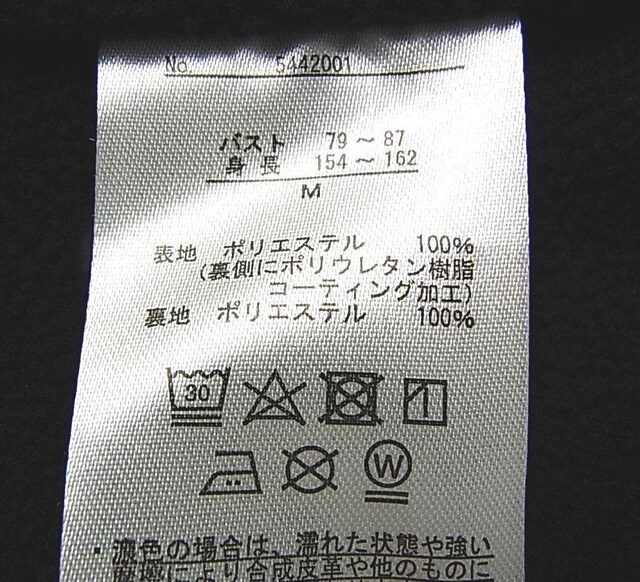 No. 5442001
バスト 79～87
身長 154～162
M
表地 ポリエステル 100%
(裏側にポリウレタン樹脂
コーティング加工)
裏地 ポリエステル 100%
30
W
・濃色の場合は、濡れた状態や強い
摩擦により合成皮革や他のものに